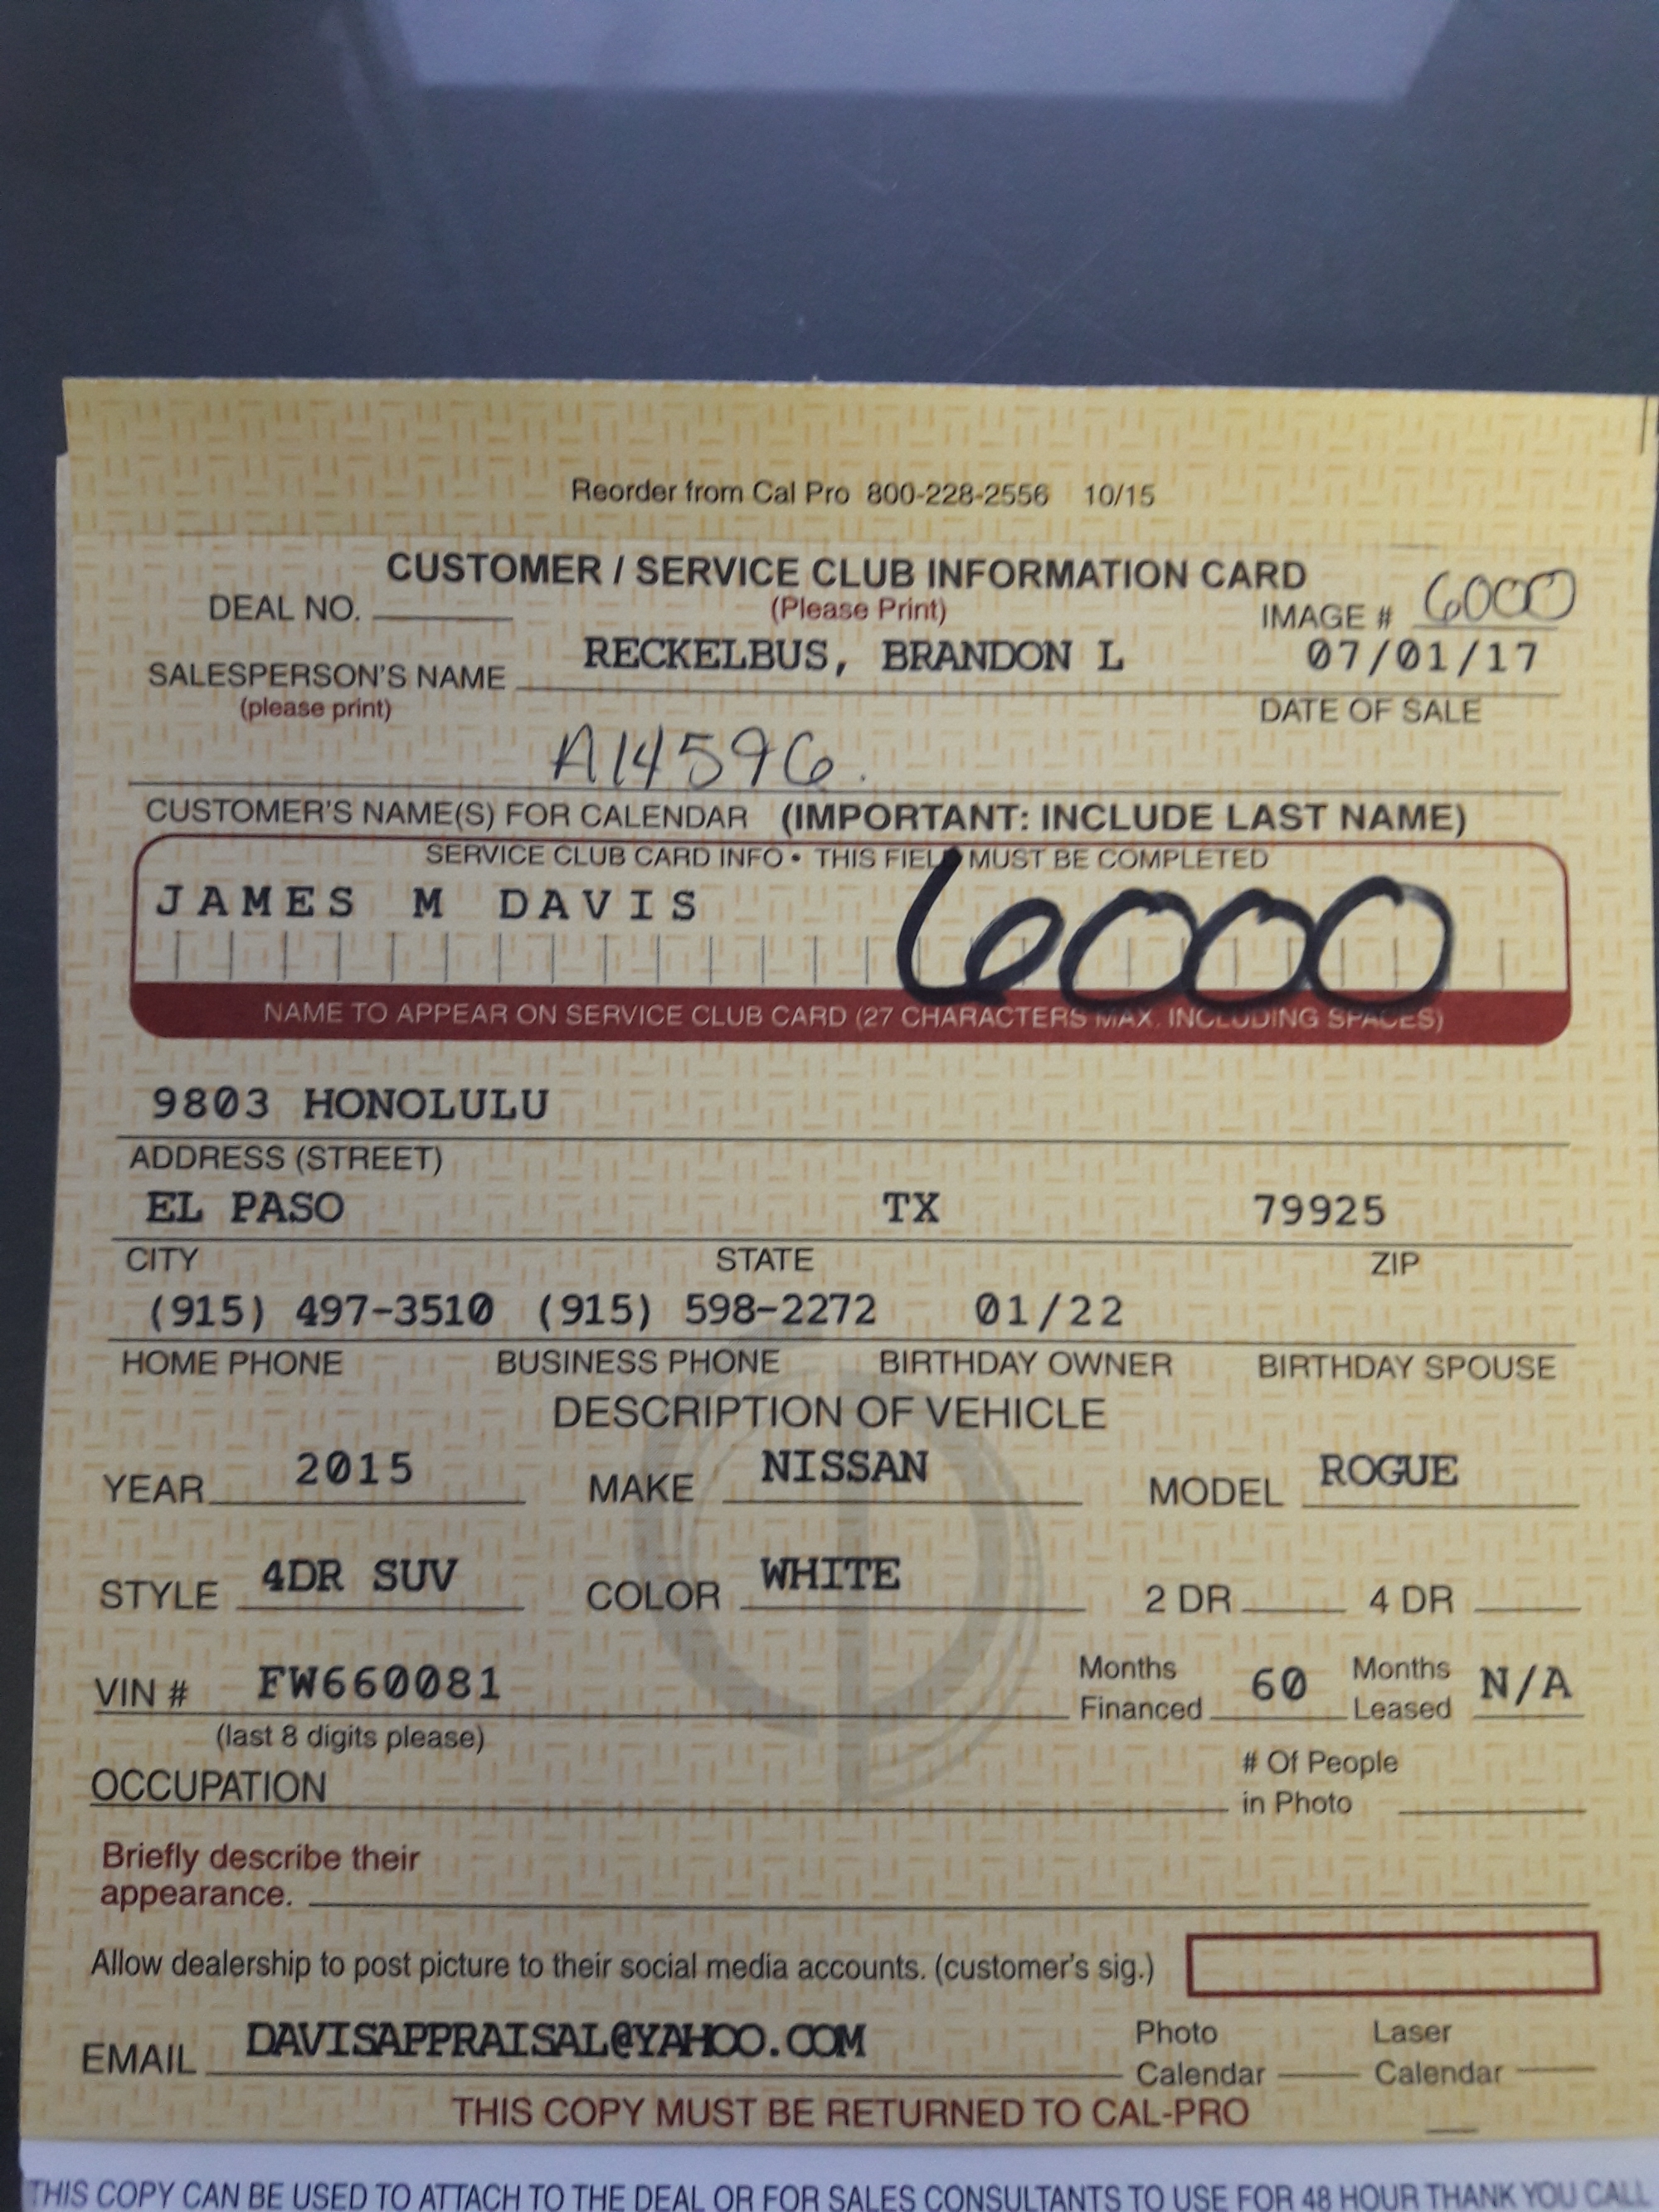 Reorder from Cal Pro 800-228-2556 10/15
CUSTOMER / SERVICE CLUB INFORMATION CARD
DEAL NO. (Please Print) IMAGE # 6000
SALESPERSON'S NAME RECKELBUS, BRANDON L 07/01/17
(please print) DATE OF SALE
A14596
CUSTOMER'S NAME(S) FOR CALENDAR (IMPORTANT: INCLUDE LAST NAME)
SERVICE CLUB CARD INFO • THIS FIELD MUST BE COMPLETED
JAMES M DAVIS 6000
NAME TO APPEAR ON SERVICE CLUB CARD (27 CHARACTERS MAX. INCLUDING SPACES)
9803 HONOLULU
ADDRESS (STREET)
EL PASO TX 79925
CITY STATE ZIP
(915) 497-3510 (915) 598-2272 01/22
HOME PHONE BUSINESS PHONE BIRTHDAY OWNER BIRTHDAY SPOUSE
DESCRIPTION OF VEHICLE
YEAR 2015 MAKE NISSAN MODEL ROGUE
STYLE 4DR SUV COLOR WHITE 2 DR 4 DR
VIN # FW660081 Months Financed 60 Months Leased N/A
(last 8 digits please)
OCCUPATION # Of People in Photo
Briefly describe their
appearance.
Allow dealership to post picture to their social media accounts. (customer's sig.)
EMAIL DAVISAPPRAISAL@YAHOO.COM Photo Calendar Laser Calendar
THIS COPY MUST BE RETURNED TO CAL-PRO
THIS COPY CAN BE USED TO ATTACH TO THE DEAL OR FOR SALES CONSULTANTS TO USE FOR 48 HOUR THANK YOU CALL